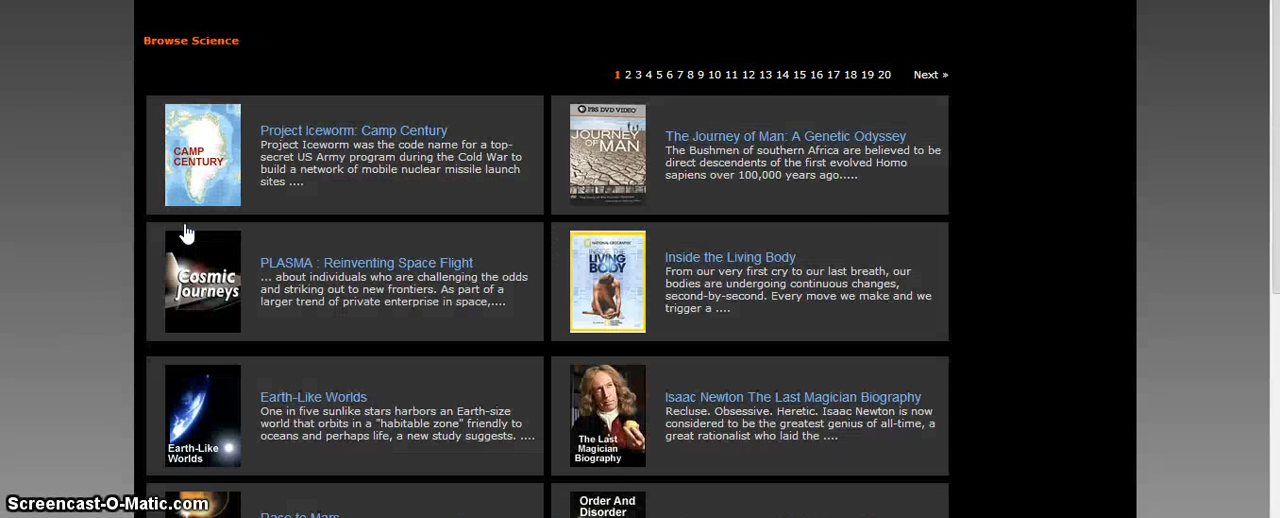 Browse Science
1 2 3 4 5 6 7 8 9 10 11 12 13 14 15 16 17 18 19 20 Next »
CAMP
CENTURY
Project Iceworm: Camp Century
Project Iceworm was the code name for a top-
secret US Army program during the Cold War to
build a network of mobile nuclear missile launch
sites ....
PBS DVD VIDEO
JOURNEY
OF MAN
The Journey of Man: A Genetic Odyssey
The Bushmen of southern Africa are believed to be
direct descendents of the first evolved Homo
sapiens over 100,000 years ago.....
Cosmic
Journeys
PLASMA : Reinventing Space Flight
... about individuals who are challenging the odds
and striking out to new frontiers. As part of a
larger trend of private enterprise in space,....
NATIONAL GEOGRAPHIC
INSIDE THE
LIVING
BODY
Inside the Living Body
From our very first cry to our last breath, our
bodies are undergoing continuous changes,
second-by-second. Every move we make and we
trigger a ....
Earth-Like
Worlds
Earth-Like Worlds
One in five sunlike stars harbors an Earth-size
world that orbits in a "habitable zone" friendly to
oceans and perhaps life, a new study suggests. ....
The Last
Magician
Biography
Isaac Newton The Last Magician Biography
Recluse. Obsessive. Heretic. Isaac Newton is now
considered to be the greatest genius of all-time, a
great rationalist who laid the ....
Race to Mars
Order And
Disorder
Screencast-O-Matic.com